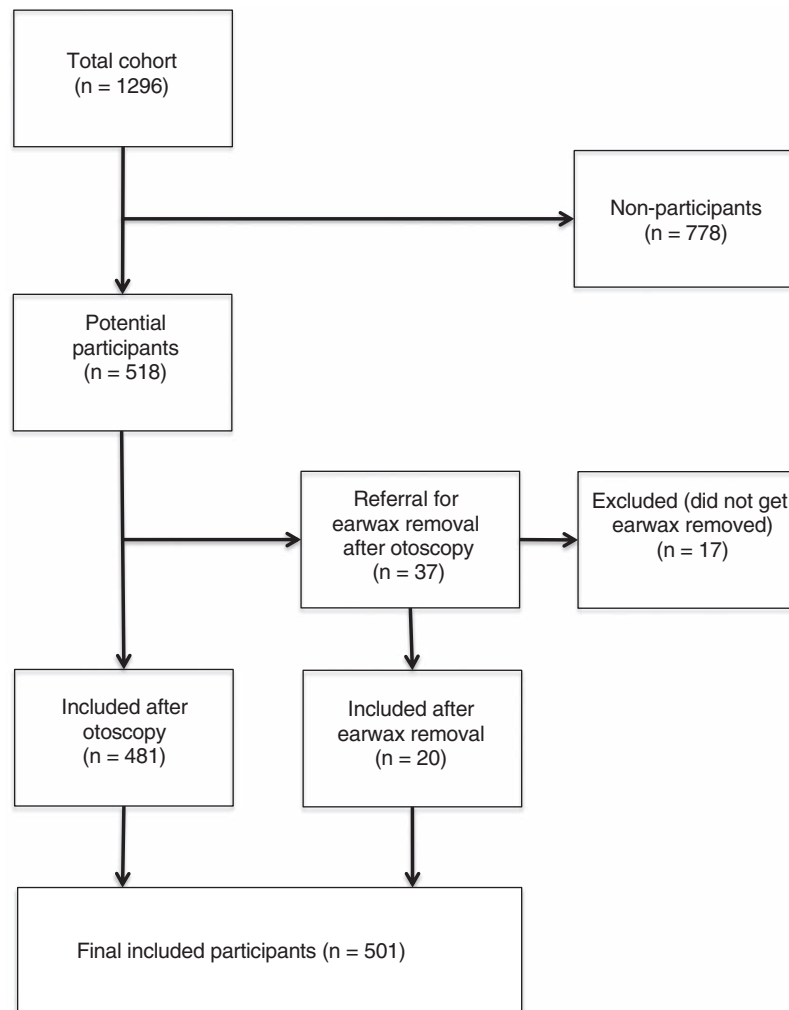 Total cohort
(n = 1296)
Non-participants
(n = 778)
Potential
participants
(n = 518)
Referral for
earwax removal
after otoscopy
(n = 37)
Excluded (did not get
earwax removed)
(n = 17)
Included after
otoscopy
(n = 481)
Included after
earwax removal
(n = 20)
Final included participants (n = 501)